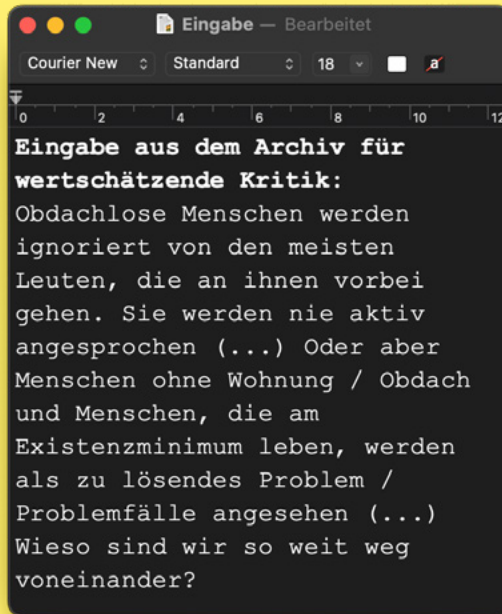 Eingabe — Bearbeitet
Courier New Standard 18 a
0 2 4 6 8 10 12
Eingabe aus dem Archiv für
wertschätzende Kritik:
Obdachlose Menschen werden
ignoriert von den meisten
Leuten, die an ihnen vorbei
gehen. Sie werden nie aktiv
angesprochen (...) Oder aber
Menschen ohne Wohnung / Obdach
und Menschen, die am
Existenzminimum leben, werden
als zu lösendes Problem /
Problemfälle angesehen (...)
Wieso sind wir so weit weg
voneinander?